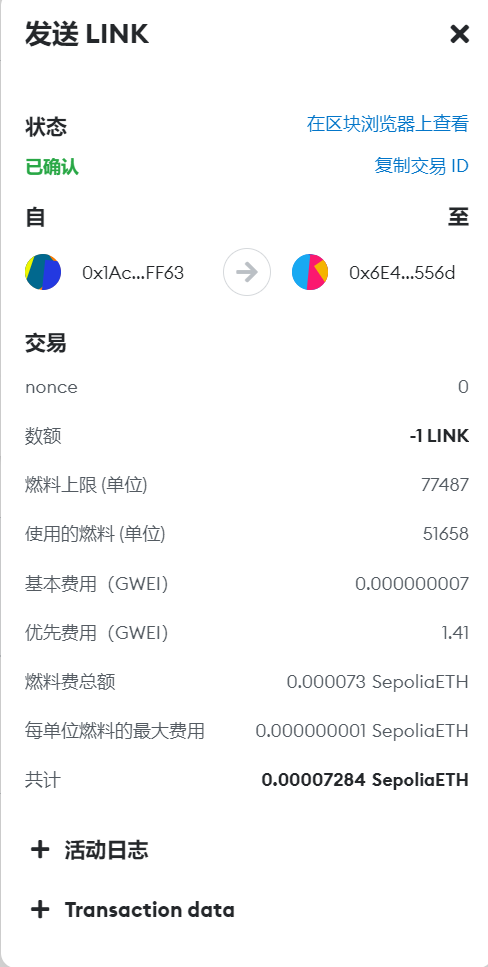 发送 LINK
状态 在区块浏览器上查看
已确认 复制交易 ID
自 至
0x1Ac...FF63 0x6E4...556d
交易
nonce 0
数额 -1 LINK
燃料上限 (单位) 77487
使用的燃料 (单位) 51658
基本费用（GWEI） 0.000000007
优先费用（GWEI） 1.41
燃料费总额 0.000073 SepoliaETH
每单位燃料的最大费用 0.000000001 SepoliaETH
共计 0.00007284 SepoliaETH
+ 活动日志
+ Transaction data